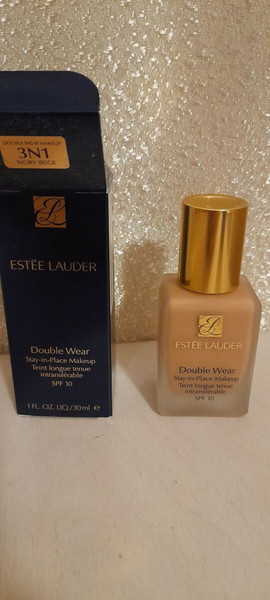 DOUBLE WEAR MAKEUP
3N1
IVORY BEIGE
ESTĒE LAUDER
Double Wear
Stay-in-Place Makeup
Teint longue tenue
intransférable
SPF 10
1 FL. OZ. LIQ./30 ml e
ESTĒE LAUDER
Double Wear
Stay-in-Place Makeup
Teint longue tenue
intransférable
SPF 10